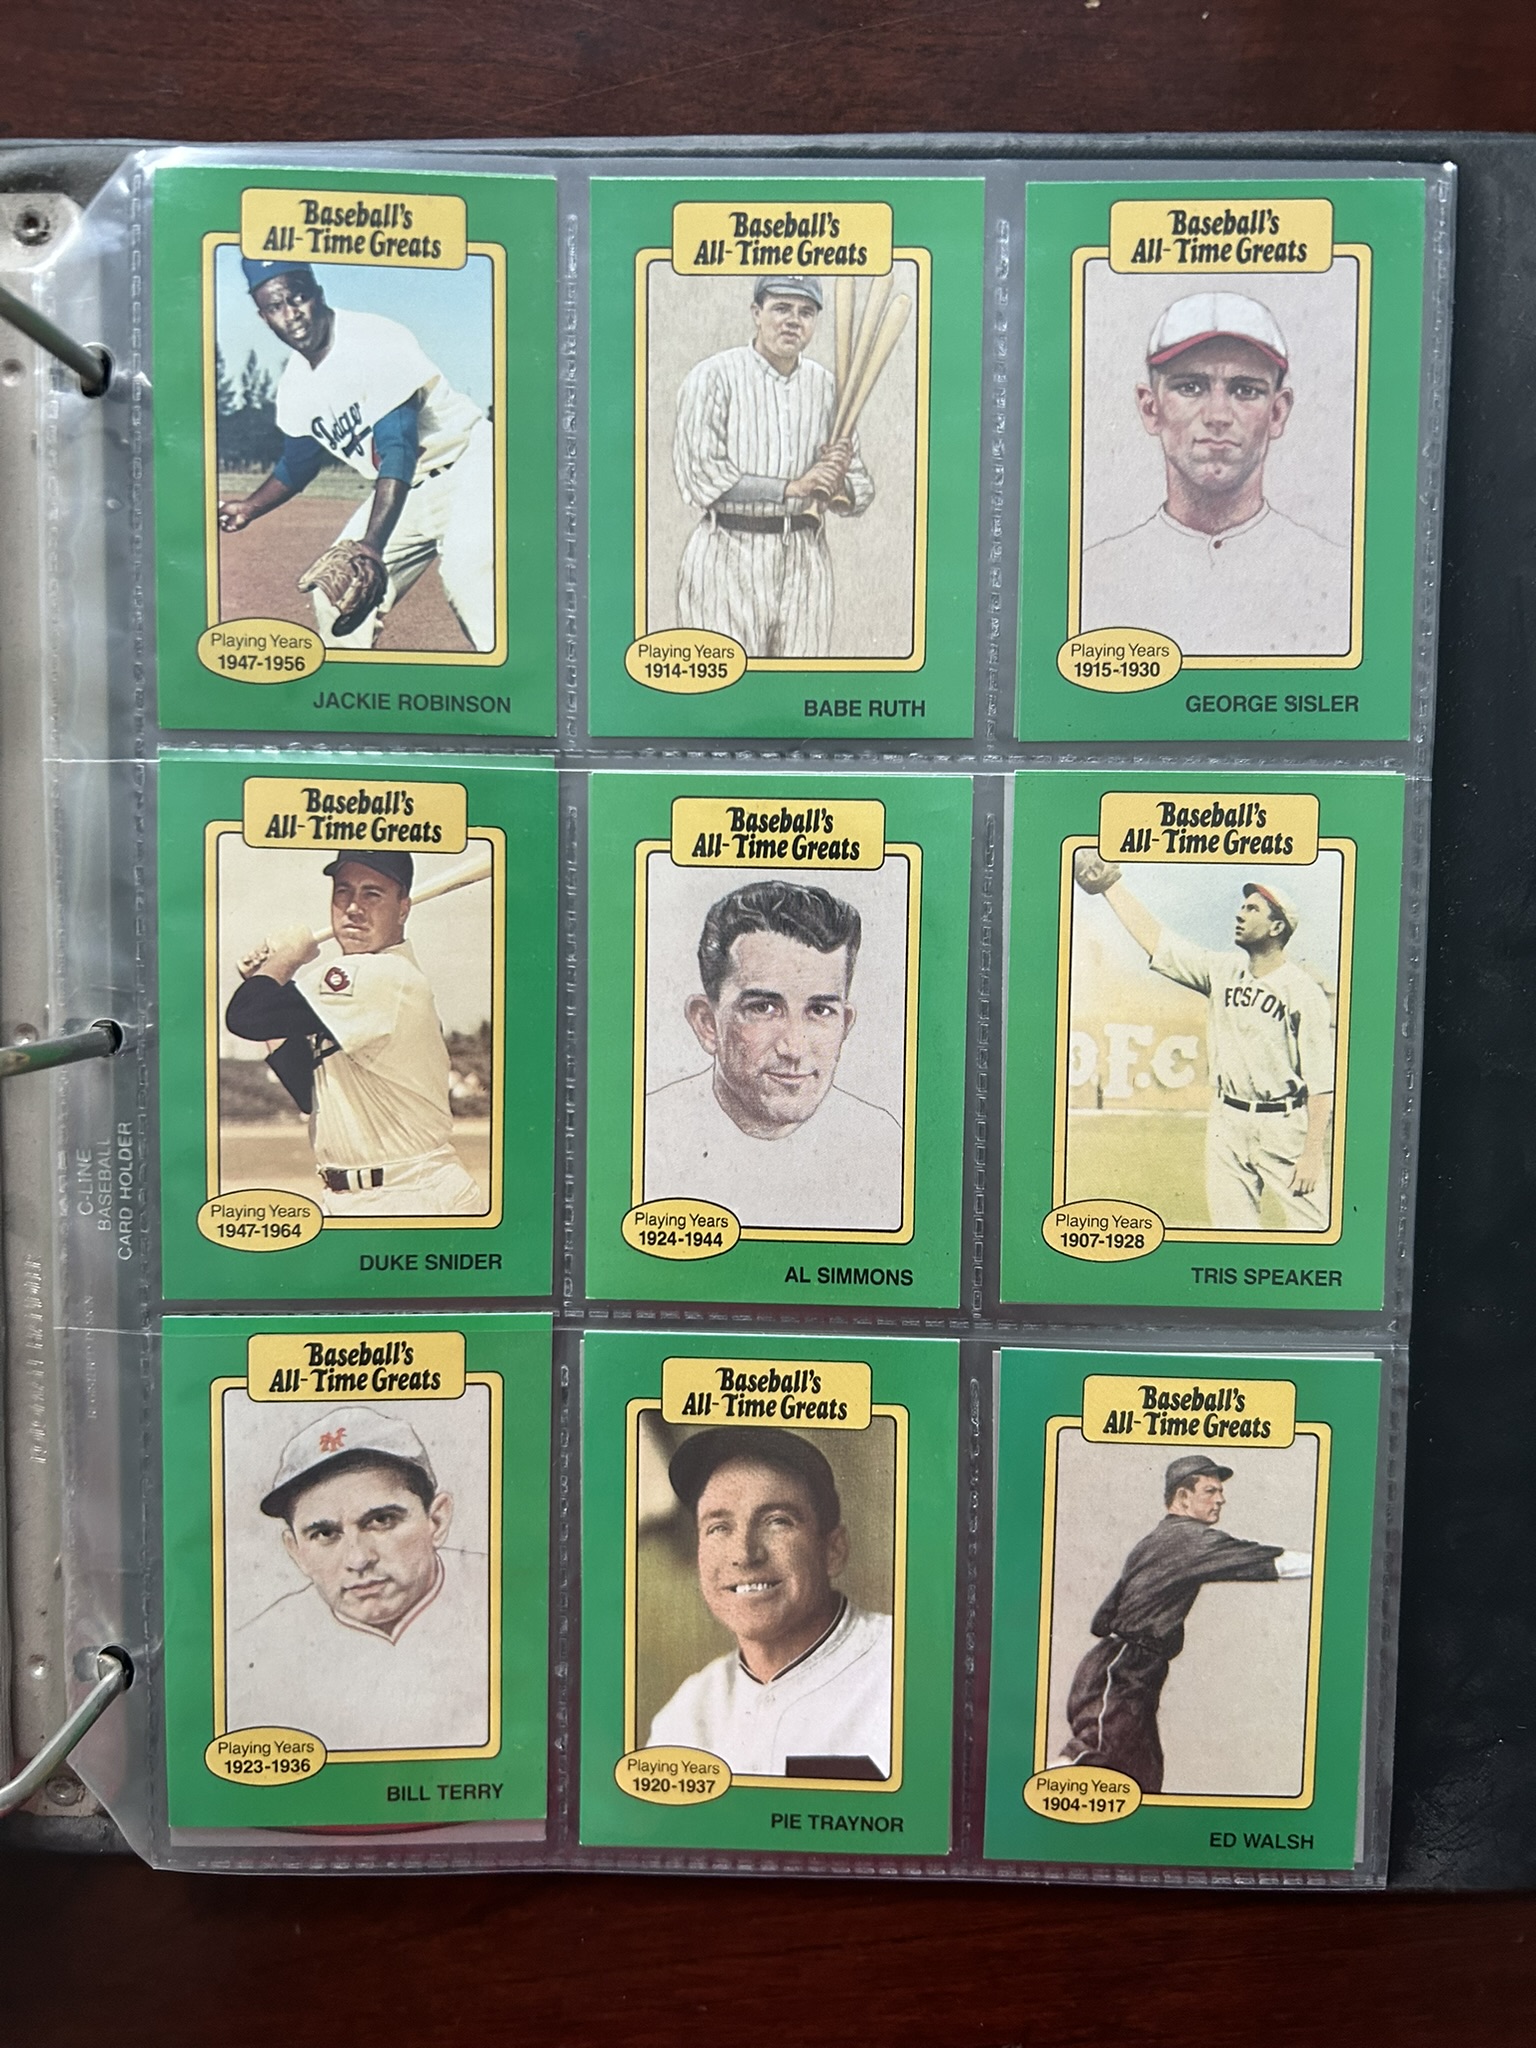 Baseball's
All-Time Greats
Dodge
Playing Years
1947-1956
JACKIE ROBINSON
Baseball's
All-Time Greats
Playing Years
1914-1935
BABE RUTH
Baseball's
All-Time Greats
Playing Years
1915-1930
GEORGE SISLER
Baseball's
All-Time Greats
Playing Years
1947-1964
DUKE SNIDER
Baseball's
All-Time Greats
Playing Years
1924-1944
AL SIMMONS
Baseball's
All-Time Greats
BOSTON
O.F.C
Playing Years
1907-1928
TRIS SPEAKER
Baseball's
All-Time Greats
NY
Playing Years
1923-1936
BILL TERRY
Baseball's
All-Time Greats
Playing Years
1920-1937
PIE TRAYNOR
Baseball's
All-Time Greats
Playing Years
1904-1917
ED WALSH
C-LINE
BASEBALL
CARD HOLDER